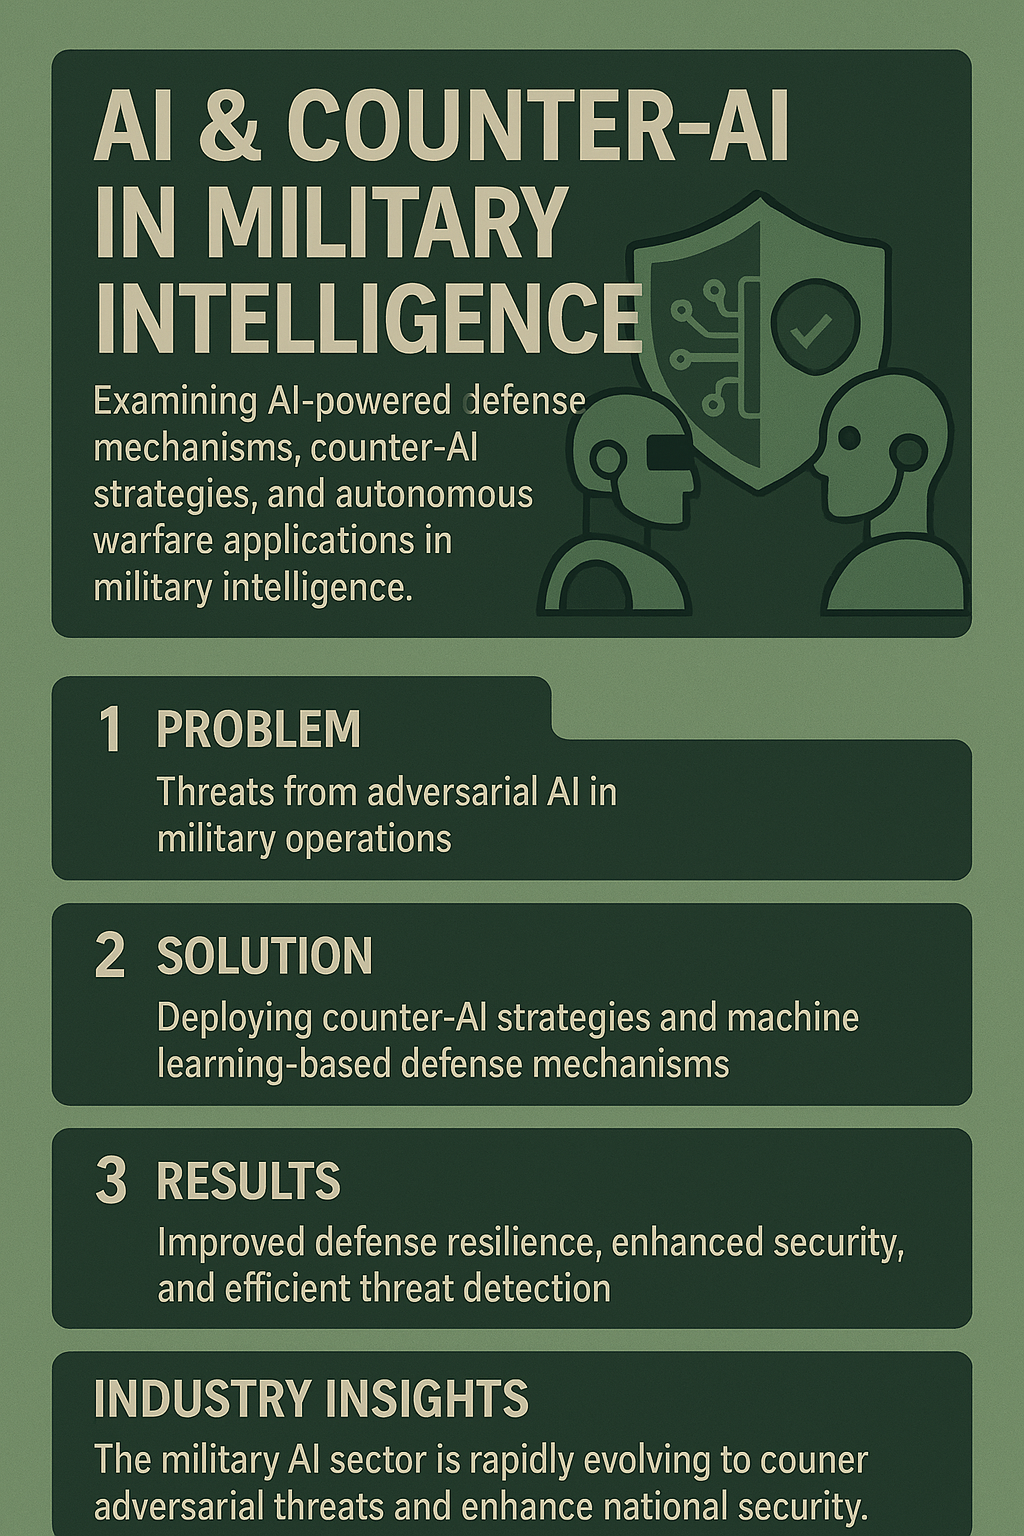 AI & COUNTER-AI
IN MILITARY
INTELLIGENCE
Examining AI-powered defense
mechanisms, counter-AI
strategies, and autonomous
warfare applications in
military intelligence.
1 PROBLEM
Threats from adversarial AI in
military operations
2 SOLUTION
Deploying counter-AI strategies and machine
learning-based defense mechanisms
3 RESULTS
Improved defense resilience, enhanced security,
and efficient threat detection
INDUSTRY INSIGHTS
The military AI sector is rapidly evolving to couner
adversarial threats and enhance national security.